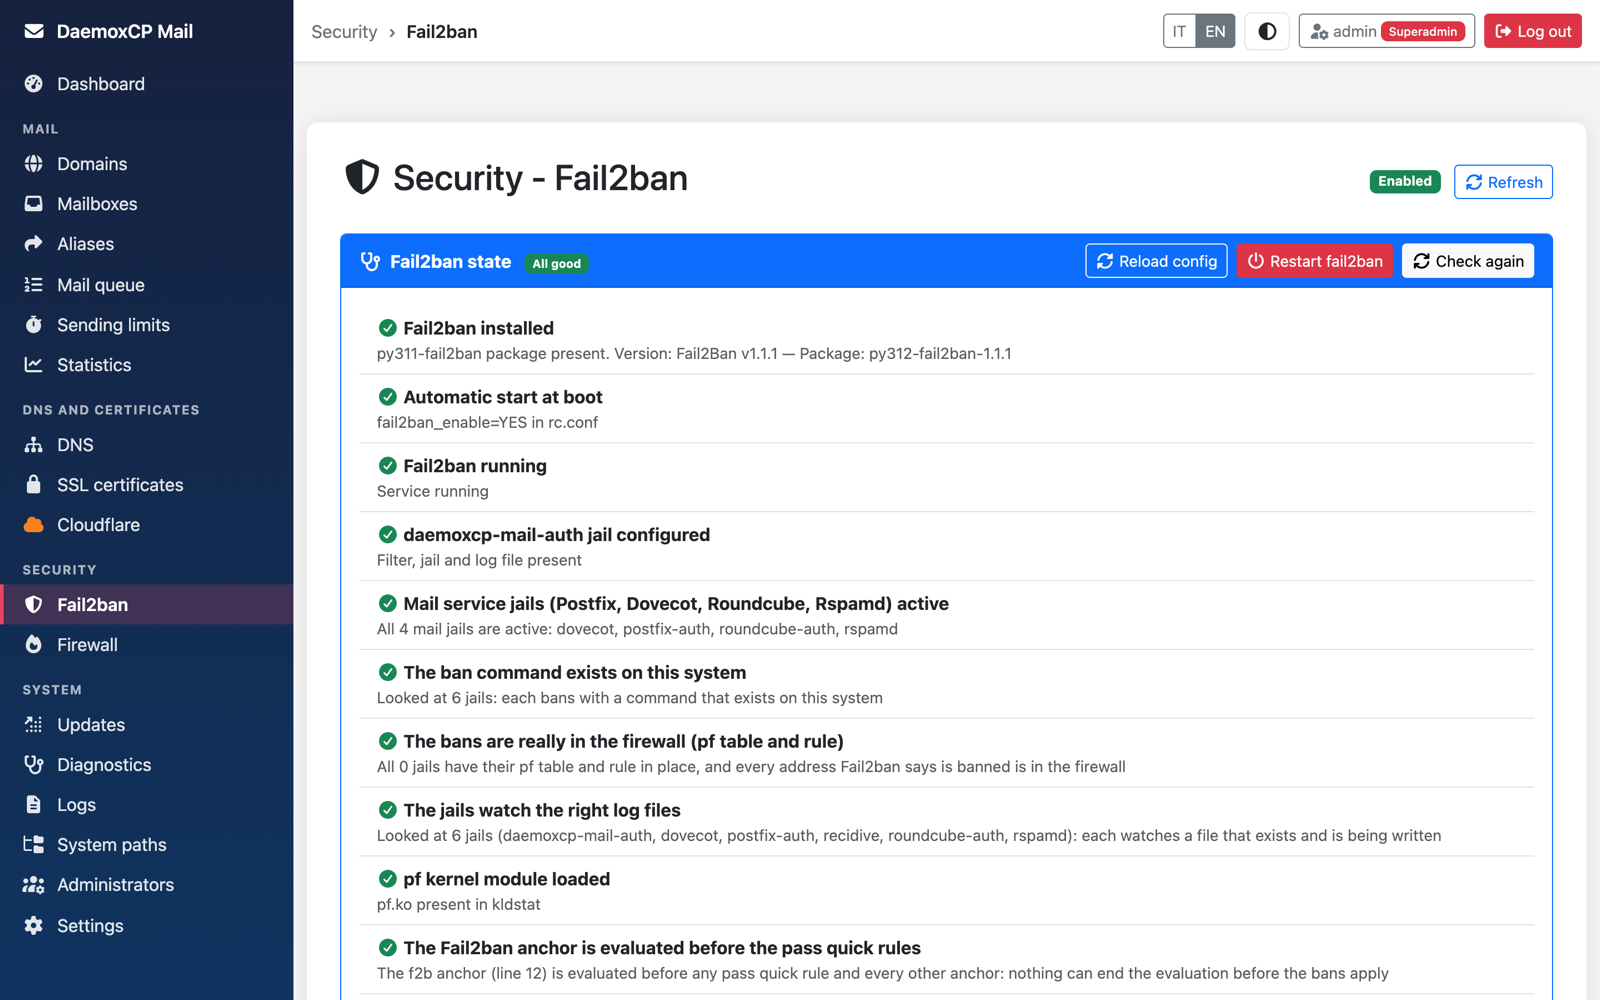 DaemoxCP Mail
Dashboard
MAIL
Domains
Mailboxes
Aliases
Mail queue
Sending limits
Statistics
DNS AND CERTIFICATES
DNS
SSL certificates
Cloudflare
SECURITY
Fail2ban
Firewall
SYSTEM
Updates
Diagnostics
Logs
System paths
Administrators
Settings
Security › Fail2ban
IT EN admin Superadmin Log out
Security - Fail2ban
Enabled Refresh
Fail2ban state All good Reload config Restart fail2ban Check again
Fail2ban installed
py311-fail2ban package present. Version: Fail2Ban v1.1.1 — Package: py312-fail2ban-1.1.1
Automatic start at boot
fail2ban_enable=YES in rc.conf
Fail2ban running
Service running
daemoxcp-mail-auth jail configured
Filter, jail and log file present
Mail service jails (Postfix, Dovecot, Roundcube, Rspamd) active
All 4 mail jails are active: dovecot, postfix-auth, roundcube-auth, rspamd
The ban command exists on this system
Looked at 6 jails: each bans with a command that exists on this system
The bans are really in the firewall (pf table and rule)
All 0 jails have their pf table and rule in place, and every address Fail2ban says is banned is in the firewall
The jails watch the right log files
Looked at 6 jails (daemoxcp-mail-auth, dovecot, postfix-auth, recidive, roundcube-auth, rspamd): each watches a file that exists and is being written
pf kernel module loaded
pf.ko present in kldstat
The Fail2ban anchor is evaluated before the pass quick rules
The f2b anchor (line 12) is evaluated before any pass quick rule and every other anchor: nothing can end the evaluation before the bans apply